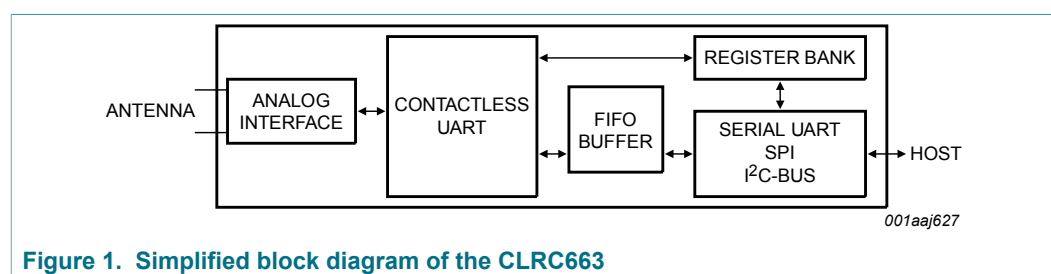 ANTENNA
ANALOG
INTERFACE
CONTACTLESS
UART
FIFO
BUFFER
REGISTER BANK
SERIAL UART
SPI
I²C-BUS
HOST
001aaj627
Figure 1. Simplified block diagram of the CLRC663